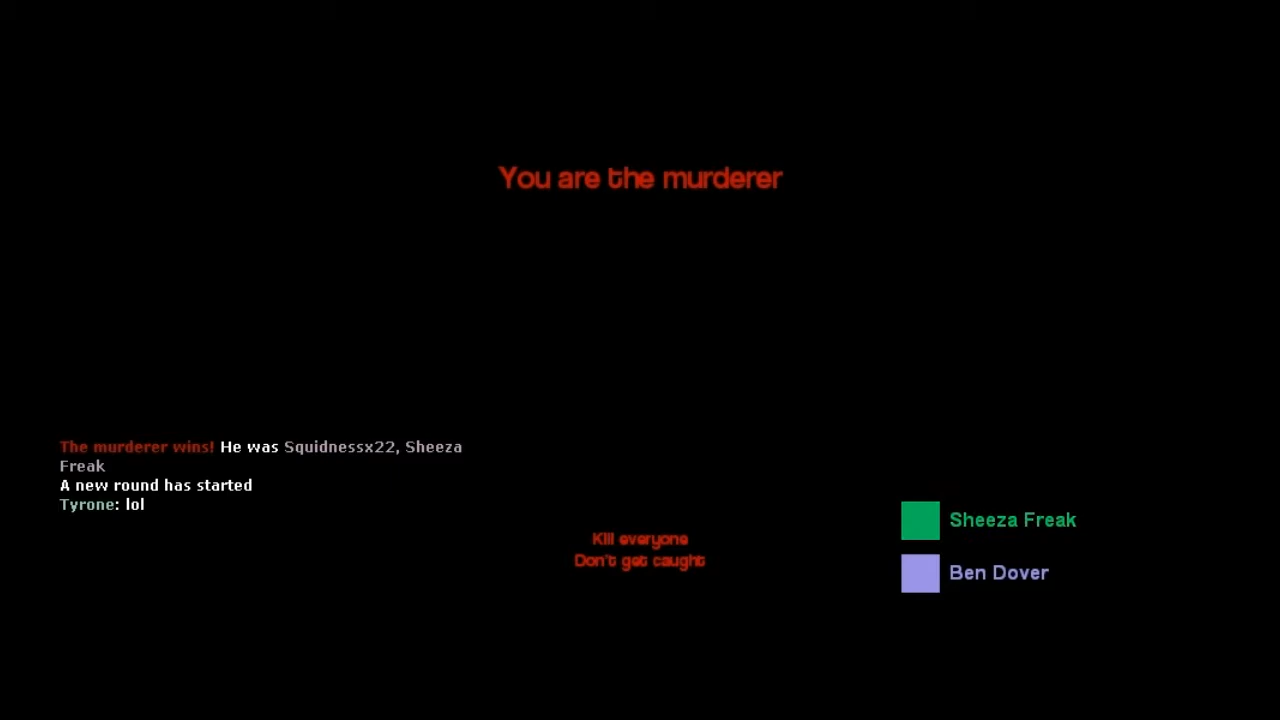 You are the murderer
The murderer wins! He was Squidnessx22, Sheeza
Freak
A new round has started
Tyrone: lol
Kill everyone
Don't get caught
Sheeza Freak
Ben Dover